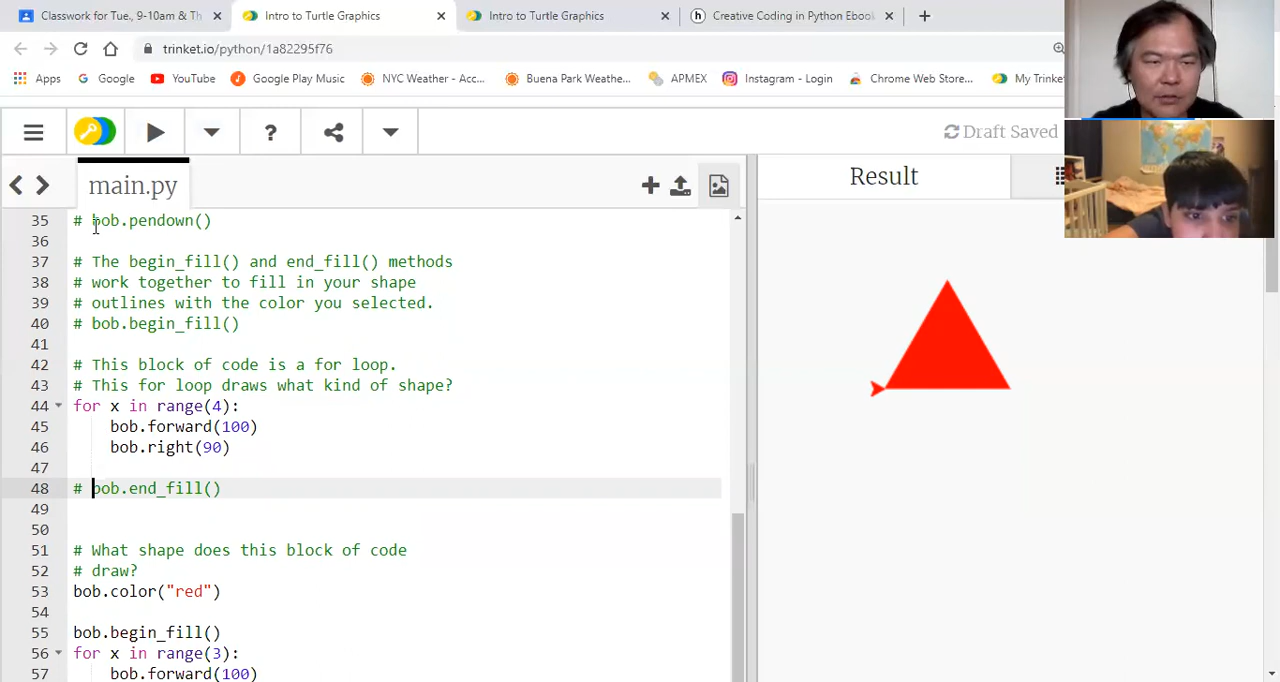 Classwork for Tue., 9-10am & Th
Intro to Turtle Graphics
Intro to Turtle Graphics
Creative Coding in Python Ebook
trinket.io/python/1a82295f76
Apps
Google
YouTube
Google Play Music
NYC Weather - Acc...
Buena Park Weathe...
APMEX
Instagram - Login
Chrome Web Store...
My Trinket
Draft Saved
main.py
Result
35 # bob.pendown()
36
37 # The begin_fill() and end_fill() methods
38 # work together to fill in your shape
39 # outlines with the color you selected.
40 # bob.begin_fill()
41
42 # This block of code is a for loop.
43 # This for loop draws what kind of shape?
44 for x in range(4):
45 bob.forward(100)
46 bob.right(90)
47
48 # bob.end_fill()
49
50
51 # What shape does this block of code
52 # draw?
53 bob.color("red")
54
55 bob.begin_fill()
56 for x in range(3):
57 bob.forward(100)